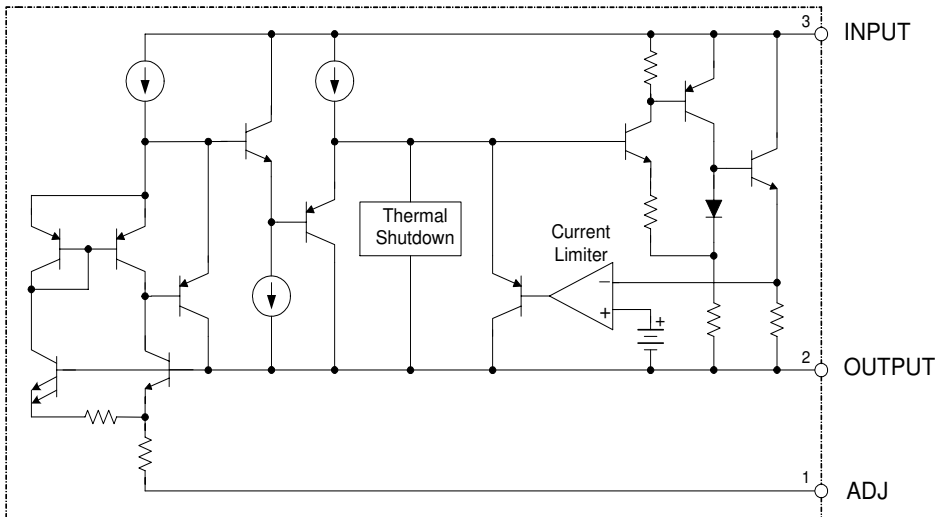 3
INPUT
Thermal
Shutdown
Current
Limiter
−
+
+
2
OUTPUT
1
ADJ